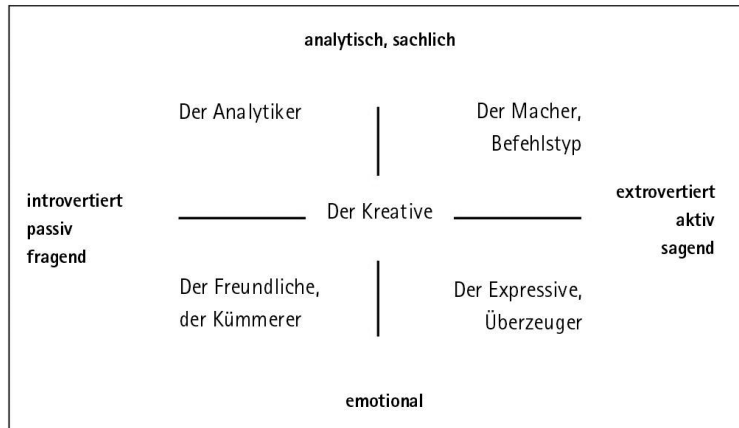 analytisch, sachlich
Der Analytiker
Der Macher,
Befehlstyp
introvertiert
passiv
fragend
Der Kreative
extrovertiert
aktiv
sagend
Der Freundliche,
der Kümmerer
Der Expressive,
Überzeuger
emotional